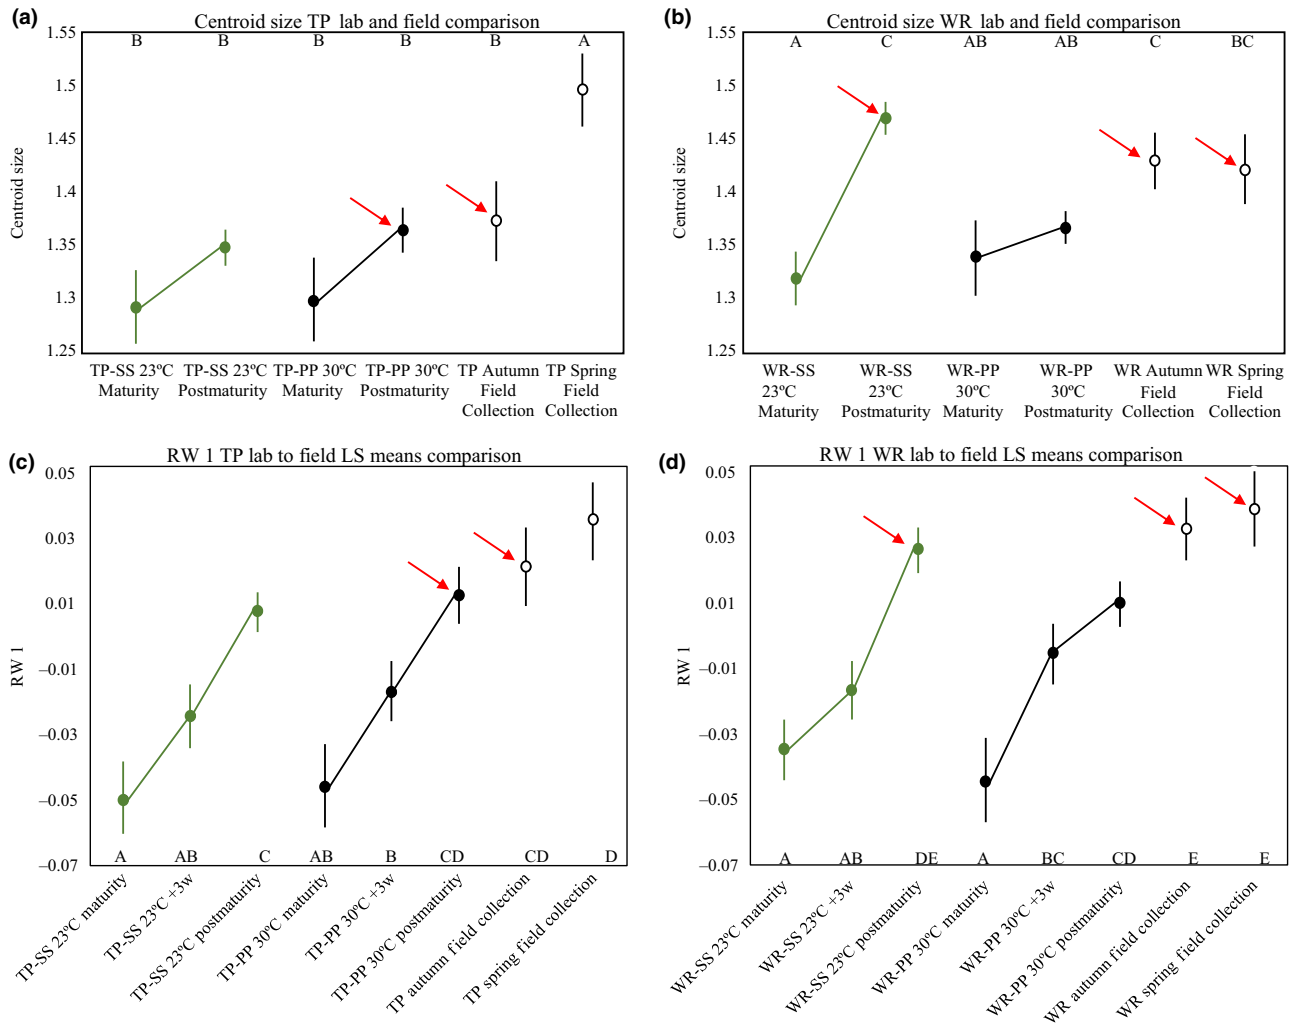 (a)
Centroid size TP lab and field comparison
1.55
1.5
1.45
1.4
1.35
1.3
1.25
Centroid size
B B B B B A
TP-SS 23ºC
Maturity
TP-SS 23ºC
Postmaturity
TP-PP 30ºC
Maturity
TP-PP 30ºC
Postmaturity
TP Autumn
Field
Collection
TP Spring
Field
Collection
(b)
Centroid size WR lab and field comparison
1.55
1.5
1.45
1.4
1.35
1.3
1.25
Centroid size
A C AB AB C BC
WR-SS
23ºC
Maturity
WR-SS
23ºC
Postmaturity
WR-PP
30ºC
Maturity
WR-PP
30ºC
Postmaturity
WR Autumn
Field
Collection
WR Spring
Field
Collection
(c)
RW 1 TP lab to field LS means comparison
0.05
0.03
0.01
–0.01
–0.03
–0.05
–0.07
RW 1
A AB C AB B CD CD D
TP-SS 23ºC maturity
TP-SS 23ºC +3w
TP-SS 23ºC postmaturity
TP-PP 30ºC maturity
TP-PP 30ºC +3w
TP-PP 30ºC postmaturity
TP autumn field collection
TP spring field collection
(d)
RW 1 WR lab to field LS means comparison
0.05
0.03
0.01
–0.01
–0.03
–0.05
–0.07
RW 1
A AB DE A BC CD E E
WR-SS 23ºC maturity
WR-SS 23ºC +3w
WR-SS 23ºC postmaturity
WR-PP 30ºC maturity
WR-PP 30ºC +3w
WR-PP 30ºC postmaturity
WR autumn field collection
WR spring field collection